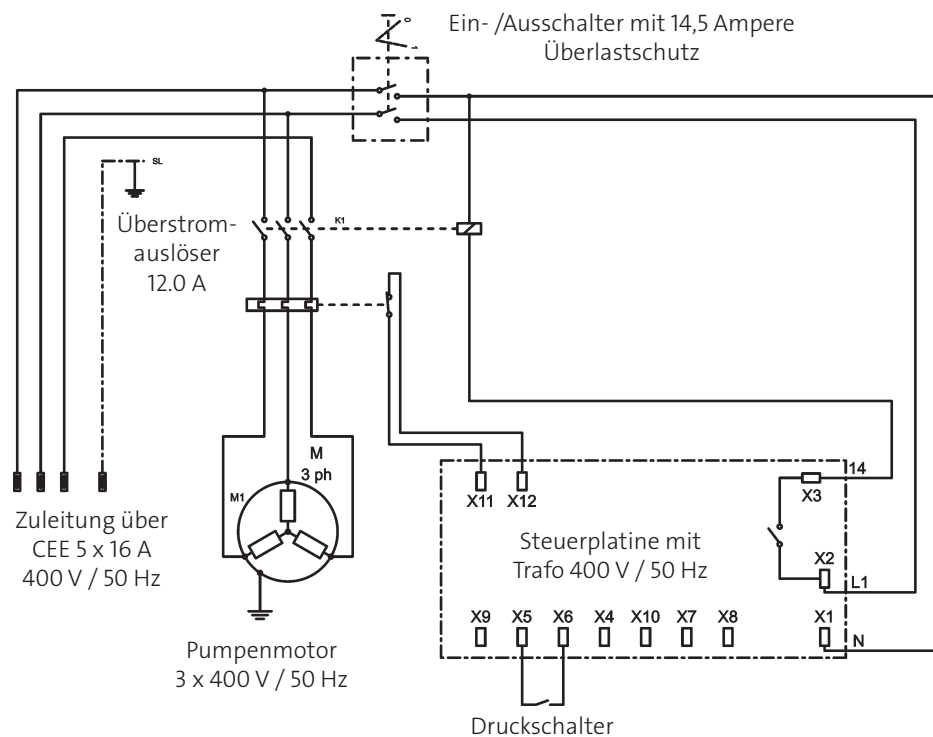 Ein- /Ausschalter mit 14,5 Ampere
Überlastschutz
SL
Überstrom-
auslöser
12.0 A
K1
M
3 ph
M1
Zuleitung über
CEE 5 x 16 A
400 V / 50 Hz
Pumpenmotor
3 x 400 V / 50 Hz
X11 X12
14
X3
Steuerplatine mit
Trafo 400 V / 50 Hz
X2
L1
X9 X5 X6 X4 X10 X7 X8 X1
N
Druckschalter